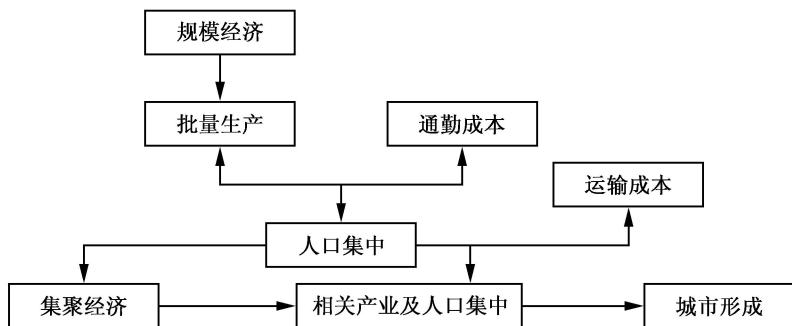 规模经济
批量生产
通勤成本
运输成本
人口集中
集聚经济
相关产业及人口集中
城市形成